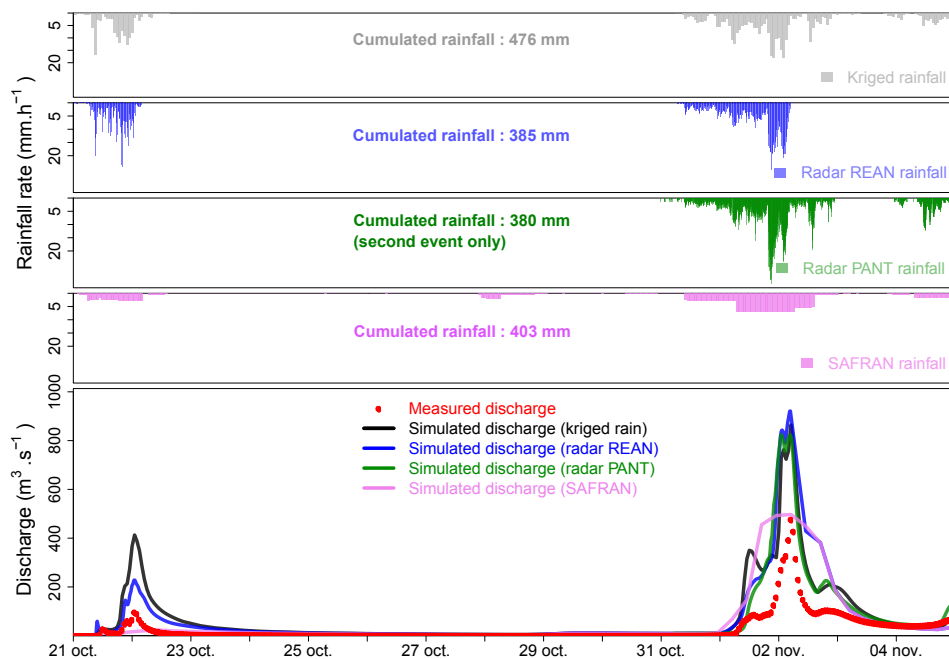 5
20
Cumulated rainfall : 476 mm
Kriged rainfall
5
20
Cumulated rainfall : 385 mm
Radar REAN rainfall
Rainfall rate (mm.h⁻¹)
5
20
Cumulated rainfall : 380 mm
(second event only)
Radar PANT rainfall
5
20
Cumulated rainfall : 403 mm
SAFRAN rainfall
Discharge (m³ .s⁻¹)
1000
800
600
400
200
0
Measured discharge
Simulated discharge (kriged rain)
Simulated discharge (radar REAN)
Simulated discharge (radar PANT)
Simulated discharge (SAFRAN)
21 oct. 23 oct. 25 oct. 27 oct. 29 oct. 31 oct. 02 nov. 04 nov.